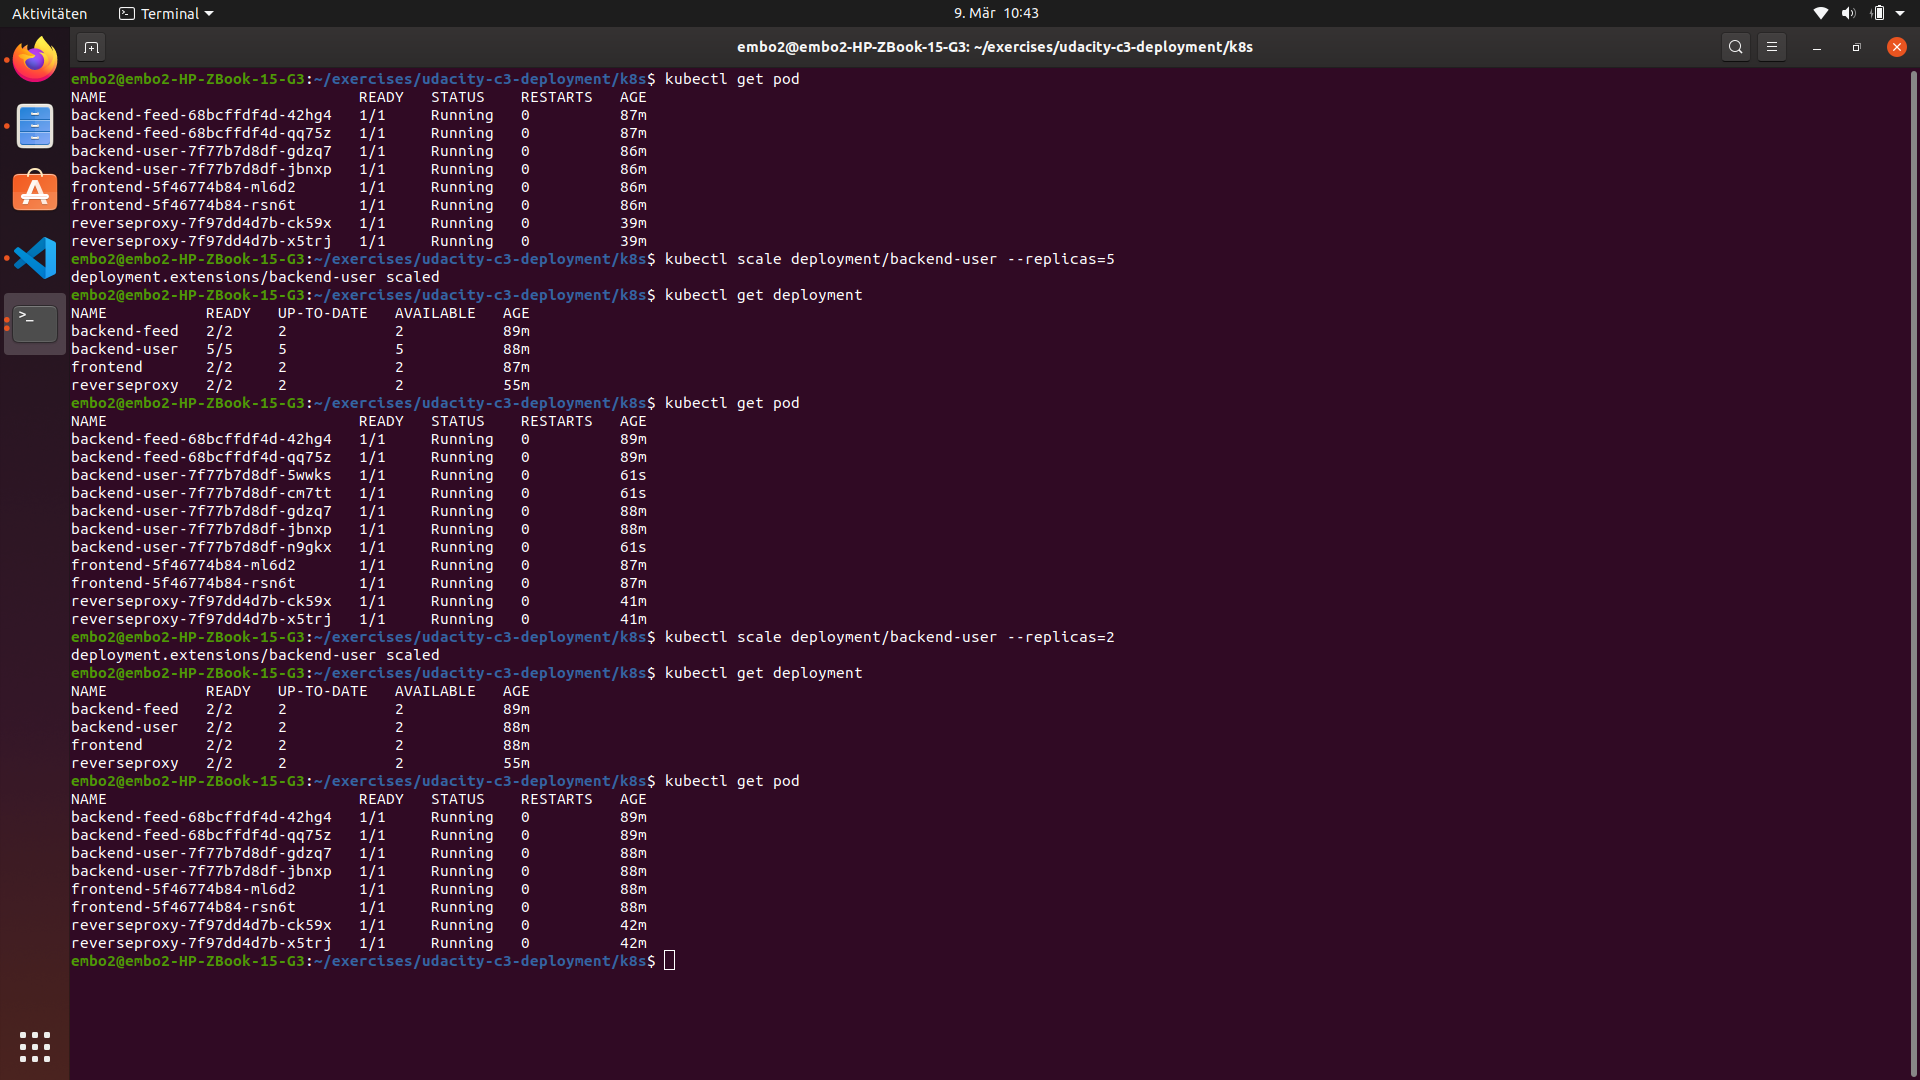 Aktivitäten Terminal 9. Mär 10:43
embo2@embo2-HP-ZBook-15-G3: ~/exercises/udacity-c3-deployment/k8s
embo2@embo2-HP-ZBook-15-G3:~/exercises/udacity-c3-deployment/k8s$ kubectl get pod
NAME READY STATUS RESTARTS AGE
backend-feed-68bcffdf4d-42hg4 1/1 Running 0 87m
backend-feed-68bcffdf4d-qq75z 1/1 Running 0 87m
backend-user-7f77b7d8df-gdzq7 1/1 Running 0 86m
backend-user-7f77b7d8df-jbnxp 1/1 Running 0 86m
frontend-5f46774b84-ml6d2 1/1 Running 0 86m
frontend-5f46774b84-rsn6t 1/1 Running 0 86m
reverseproxy-7f97dd4d7b-ck59x 1/1 Running 0 39m
reverseproxy-7f97dd4d7b-x5trj 1/1 Running 0 39m
embo2@embo2-HP-ZBook-15-G3:~/exercises/udacity-c3-deployment/k8s$ kubectl scale deployment/backend-user --replicas=5
deployment.extensions/backend-user scaled
embo2@embo2-HP-ZBook-15-G3:~/exercises/udacity-c3-deployment/k8s$ kubectl get deployment
NAME READY UP-TO-DATE AVAILABLE AGE
backend-feed 2/2 2 2 89m
backend-user 5/5 5 5 88m
frontend 2/2 2 2 87m
reverseproxy 2/2 2 2 55m
embo2@embo2-HP-ZBook-15-G3:~/exercises/udacity-c3-deployment/k8s$ kubectl get pod
NAME READY STATUS RESTARTS AGE
backend-feed-68bcffdf4d-42hg4 1/1 Running 0 89m
backend-feed-68bcffdf4d-qq75z 1/1 Running 0 89m
backend-user-7f77b7d8df-5wwks 1/1 Running 0 61s
backend-user-7f77b7d8df-cm7tt 1/1 Running 0 61s
backend-user-7f77b7d8df-gdzq7 1/1 Running 0 88m
backend-user-7f77b7d8df-jbnxp 1/1 Running 0 88m
backend-user-7f77b7d8df-n9gkx 1/1 Running 0 61s
frontend-5f46774b84-ml6d2 1/1 Running 0 87m
frontend-5f46774b84-rsn6t 1/1 Running 0 87m
reverseproxy-7f97dd4d7b-ck59x 1/1 Running 0 41m
reverseproxy-7f97dd4d7b-x5trj 1/1 Running 0 41m
embo2@embo2-HP-ZBook-15-G3:~/exercises/udacity-c3-deployment/k8s$ kubectl scale deployment/backend-user --replicas=2
deployment.extensions/backend-user scaled
embo2@embo2-HP-ZBook-15-G3:~/exercises/udacity-c3-deployment/k8s$ kubectl get deployment
NAME READY UP-TO-DATE AVAILABLE AGE
backend-feed 2/2 2 2 89m
backend-user 2/2 2 2 88m
frontend 2/2 2 2 88m
reverseproxy 2/2 2 2 55m
embo2@embo2-HP-ZBook-15-G3:~/exercises/udacity-c3-deployment/k8s$ kubectl get pod
NAME READY STATUS RESTARTS AGE
backend-feed-68bcffdf4d-42hg4 1/1 Running 0 89m
backend-feed-68bcffdf4d-qq75z 1/1 Running 0 89m
backend-user-7f77b7d8df-gdzq7 1/1 Running 0 88m
backend-user-7f77b7d8df-jbnxp 1/1 Running 0 88m
frontend-5f46774b84-ml6d2 1/1 Running 0 88m
frontend-5f46774b84-rsn6t 1/1 Running 0 88m
reverseproxy-7f97dd4d7b-ck59x 1/1 Running 0 42m
reverseproxy-7f97dd4d7b-x5trj 1/1 Running 0 42m
embo2@embo2-HP-ZBook-15-G3:~/exercises/udacity-c3-deployment/k8s$